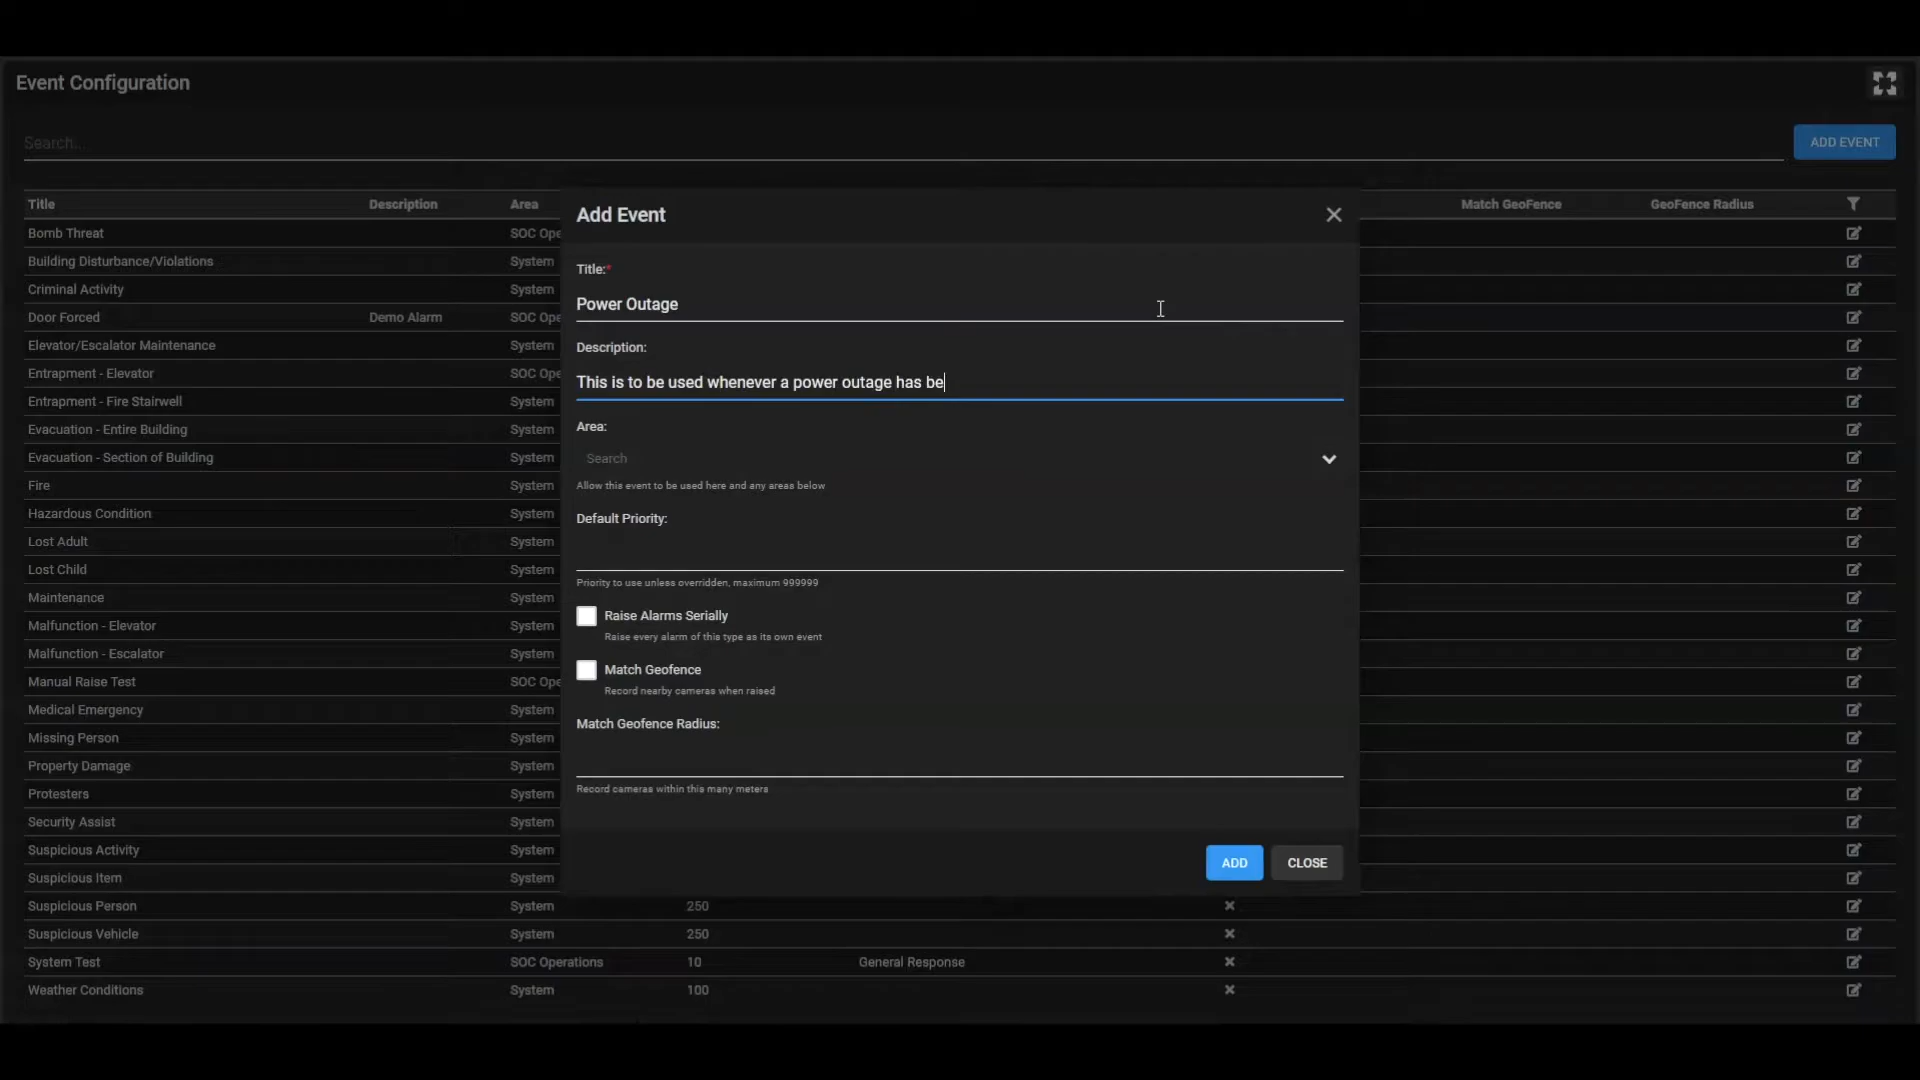 Event Configuration
Search...
ADD EVENT
Title Description Area Match GeoFence GeoFence Radius
Bomb Threat SOC Ope
Building Disturbance/Violations System
Criminal Activity System
Door Forced Demo Alarm SOC Ope
Elevator/Escalator Maintenance System
Entrapment - Elevator SOC Ope
Entrapment - Fire Stairwell System
Evacuation - Entire Building System
Evacuation - Section of Building System
Fire System
Hazardous Condition System
Lost Adult System
Lost Child System
Maintenance System
Malfunction - Elevator System
Malfunction - Escalator System
Manual Raise Test SOC Ope
Medical Emergency System
Missing Person System
Property Damage System
Protesters System
Security Assist System
Suspicious Activity System
Suspicious Item System
Suspicious Person System 250
Suspicious Vehicle System 250
System Test SOC Operations 10 General Response
Weather Conditions System 100
Add Event
Title:*
Power Outage
Description:
This is to be used whenever a power outage has be
Area:
Search
Allow this event to be used here and any areas below
Default Priority:
Priority to use unless overridden, maximum 999999
Raise Alarms Serially
Raise every alarm of this type as its own event
Match Geofence
Record nearby cameras when raised
Match Geofence Radius:
Record cameras within this many meters
ADD CLOSE